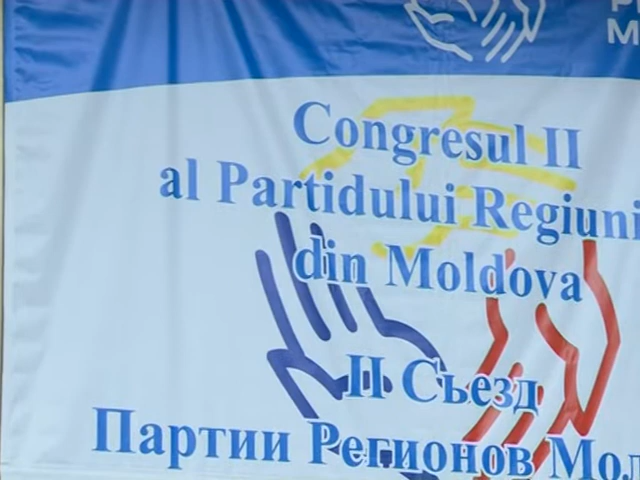 Congresul II
al Partidului Regiuni
din Moldova
II Съезд
Партии Регионов Мол